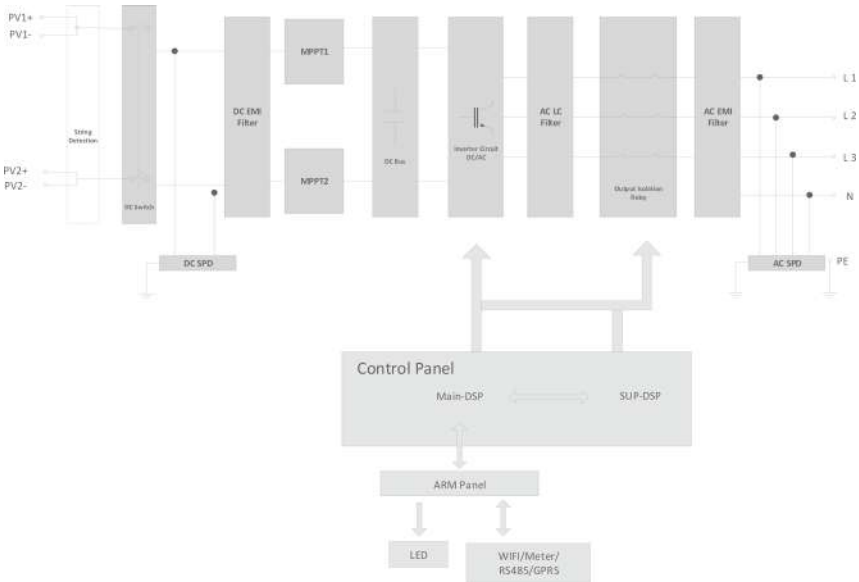 PV1+
PV1-
PV2+
PV2-
String
Detection
DC Switch
DC SPD
DC EMI
Filter
MPPT1
MPPT2
DC Bus
Inverter Circuit
DC/AC
AC LC
Filter
Output Isolation
Relay
AC EMI
Filter
L 1
L 2
L 3
N
PE
AC SPD
Control Panel
Main-DSP
SUP-DSP
ARM Panel
LED
WIFI/Meter/
RS485/GPRS